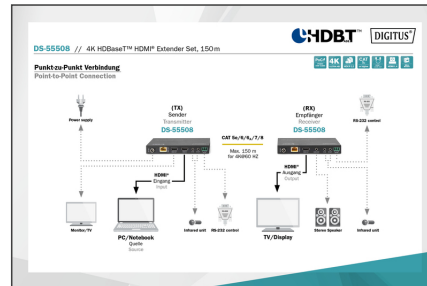 HDBT™
DIGITUS®
DS-55508 // 4K HDBaseT™ HDMI® Extender Set, 150m
PoC 4K
Punkt-zu-Punkt Verbindung
Point-to-Point Connection
(TX)
Sender
Transmitter
DS-55508
(RX)
Empfänger
Receiver
DS-55508
Power supply
RS-232 control
CAT 5e/6/6A/7/8
Max. 150 m
for 4K@60 HZ
HDMI®
Eingang
Input
HDMI®
Ausgang
Output
Monitor/TV
PC/Notebook
Quelle
Source
Infrared unit
RS-232 control
TV/Display
Stereo Speaker
Infrared unit